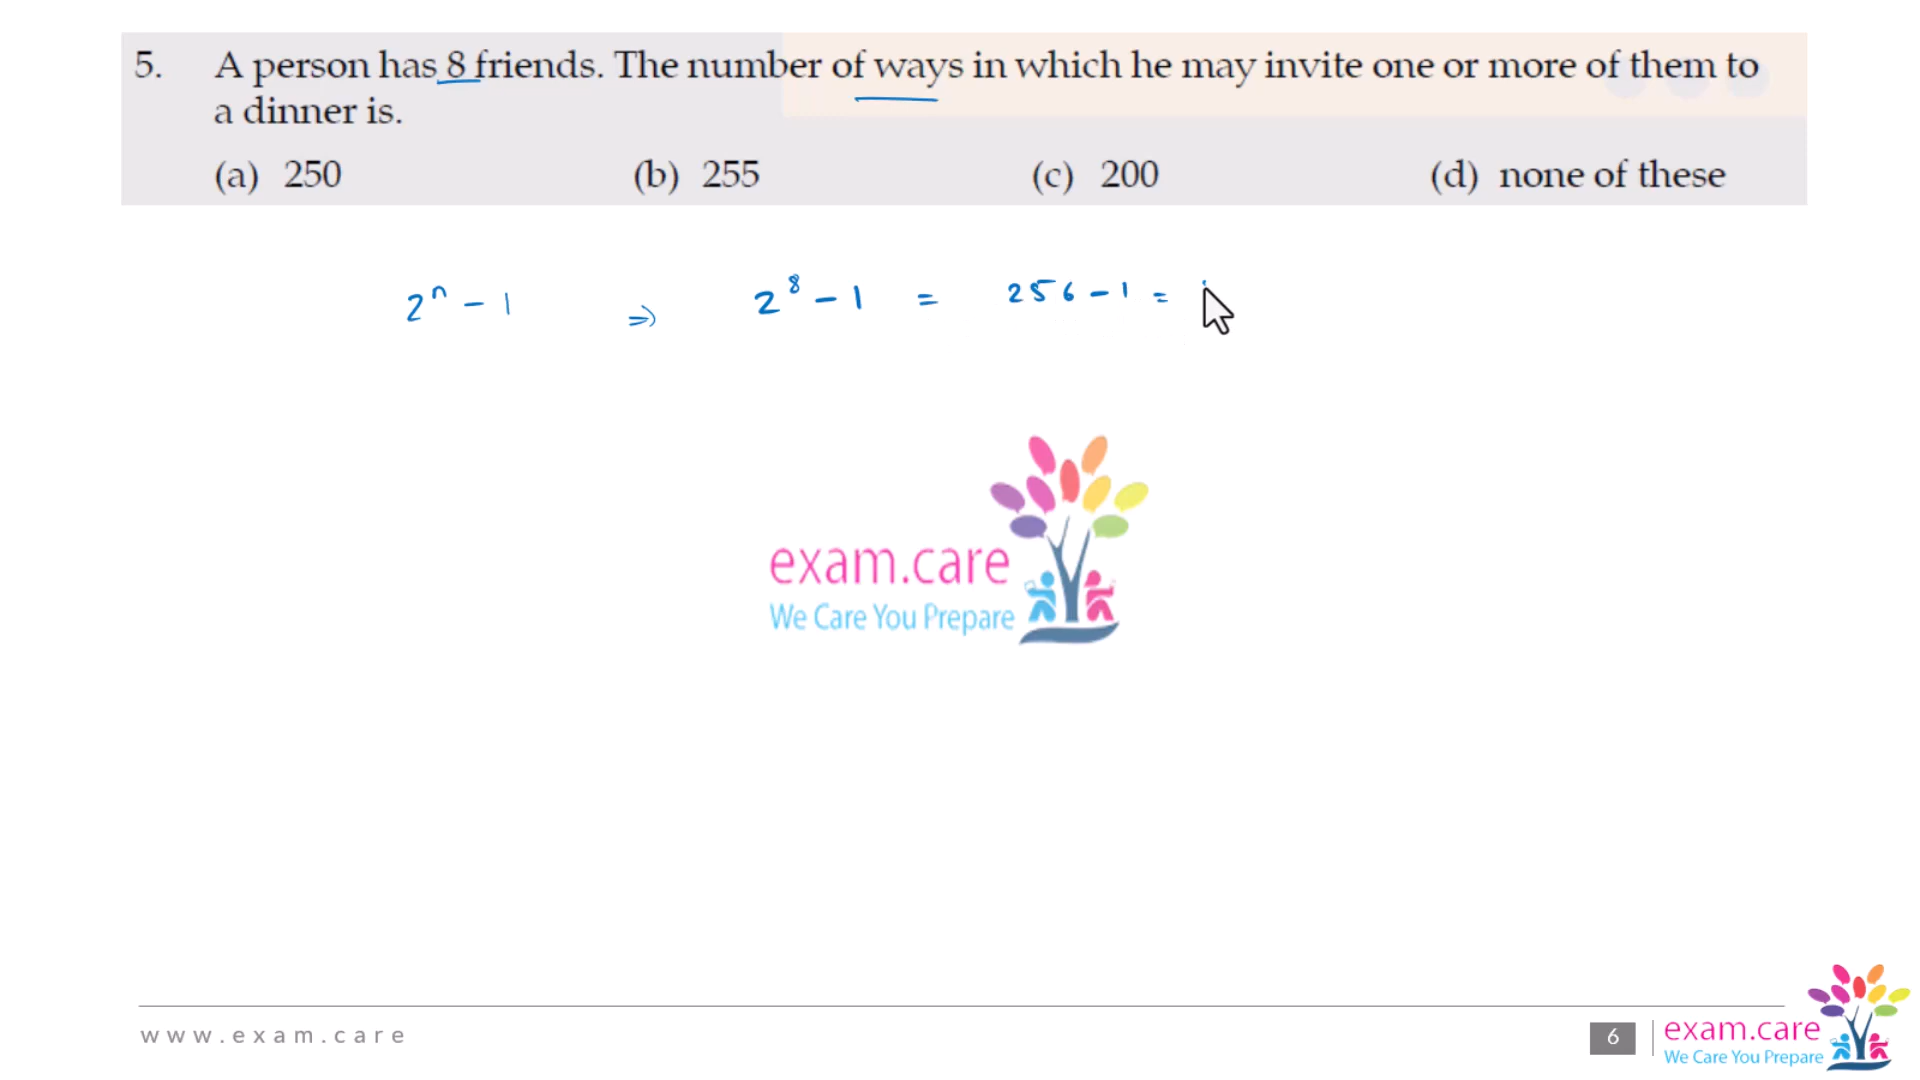 5. A person has 8 friends. The number of ways in which he may invite one or more of them to
a dinner is.
(a) 250 (b) 255 (c) 200 (d) none of these
2ⁿ - 1 ⇒ 2⁸ - 1 = 256 - 1 =
exam.care
We Care You Prepare
www.exam.care
6
exam.care
We Care You Prepare